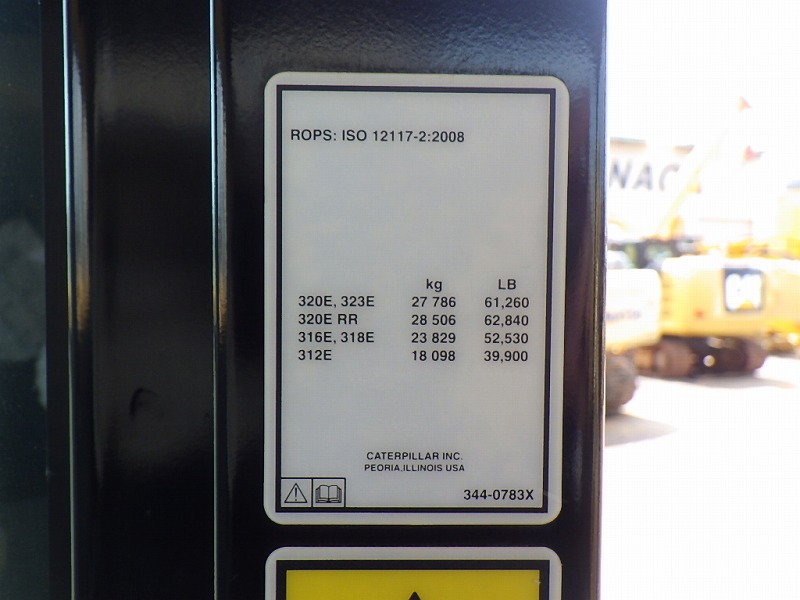 ROPS: ISO 12117-2:2008
kg LB
320E, 323E 27 786 61,260
320E RR 28 506 62,840
316E, 318E 23 829 52,530
312E 18 098 39,900
CATERPILLAR INC.
PEORIA,ILLINOIS USA
344-0783X
NAC
CAT